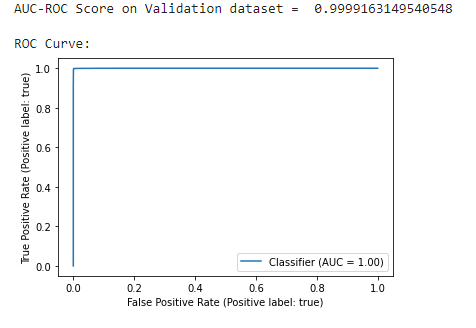 AUC-ROC Score on Validation dataset =  0.9999163149540548
ROC Curve:
1.0
0.8
0.6
0.4
0.2
0.0
True Positive Rate (Positive label: true)
Classifier (AUC = 1.00)
0.0 0.2 0.4 0.6 0.8 1.0
False Positive Rate (Positive label: true)